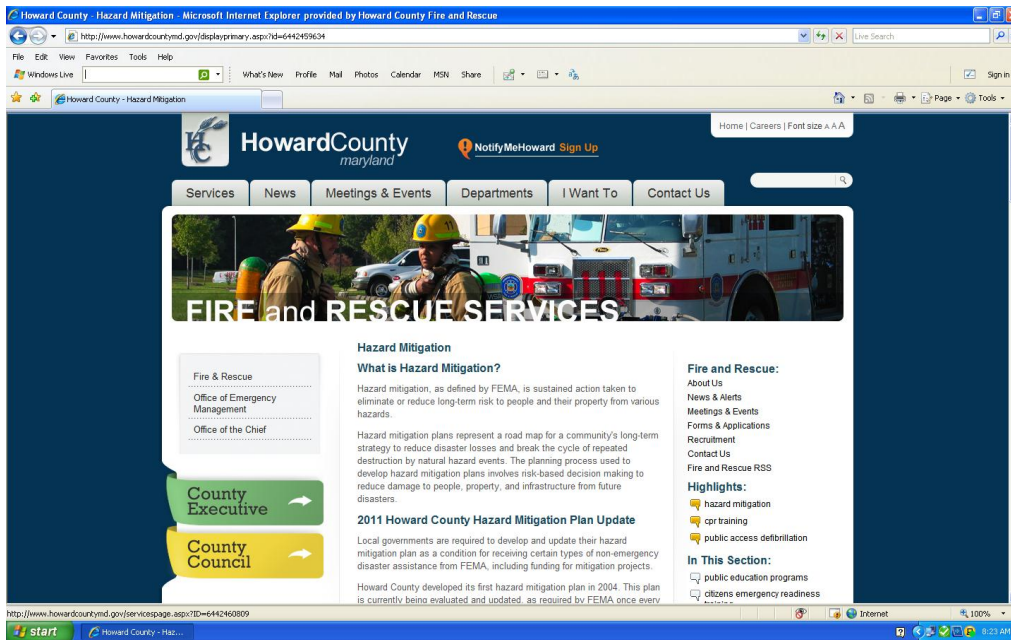 Howard County - Hazard Mitigation - Microsoft Internet Explorer provided by Howard County Fire and Rescue
http://www.howardcountymd.gov/displayprimary.aspx?id=6442459634
Live Search
File Edit View Favorites Tools Help
Windows Live
What's New Profile Mail Photos Calendar MSN Share
Sign in
Howard County - Hazard Mitigation
Page Tools
Home | Careers | Font size A A A
HC
HowardCounty
maryland
NotifyMeHoward Sign Up
Services News Meetings & Events Departments I Want To Contact Us
FIRE and RESCUE SERVICES
Fire & Rescue
Office of Emergency
Management
Office of the Chief
County
Executive
County
Council
Hazard Mitigation
What is Hazard Mitigation?
Hazard mitigation, as defined by FEMA, is sustained action taken to
eliminate or reduce long-term risk to people and their property from various
hazards.
Hazard mitigation plans represent a road map for a community's long-term
strategy to reduce disaster losses and break the cycle of repeated
destruction by natural hazard events. The planning process used to
develop hazard mitigation plans involves risk-based decision making to
reduce damage to people, property, and infrastructure from future
disasters.
2011 Howard County Hazard Mitigation Plan Update
Local governments are required to develop and update their hazard
mitigation plan as a condition for receiving certain types of non-emergency
disaster assistance from FEMA, including funding for mitigation projects.
Howard County developed its first hazard mitigation plan in 2004. This plan
is currently being evaluated and updated, as required by FEMA once every
Fire and Rescue:
About Us
News & Alerts
Meetings & Events
Forms & Applications
Recruitment
Contact Us
Fire and Rescue RSS
Highlights:
hazard mitigation
cpr training
public access defibrillation
In This Section:
public education programs
citizens emergency readiness
training
http://www.howardcountymd.gov/servicespage.aspx?ID=6442460809
Internet
100%
start
Howard County - Haz...
8:23 AM